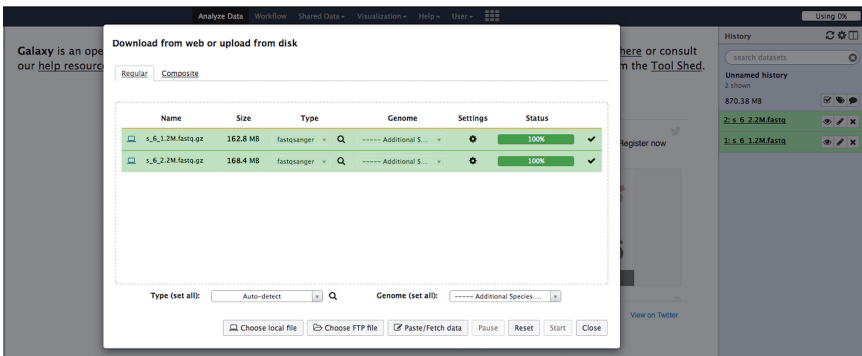 Analyze Data Workflow Shared Data Visualization Help User Using 0%
Galaxy is an ope
our help resource
Download from web or upload from disk
Regular Composite
Name Size Type Genome Settings Status
s_6_1.2M.fastq.gz 162.8 MB fastqsanger ----- Additional S... 100%
s_6_2.2M.fastq.gz 168.4 MB fastqsanger ----- Additional S... 100%
Type (set all): Auto-detect Genome (set all): ----- Additional Species ...
Choose local file Choose FTP file Paste/Fetch data Pause Reset Start Close
here or consult
m the Tool Shed.
Register now
View on Twitter
History
search datasets
Unnamed history
2 shown
870.38 MB
2: s_6_2.2M.fastq
1: s_6_1.2M.fastq